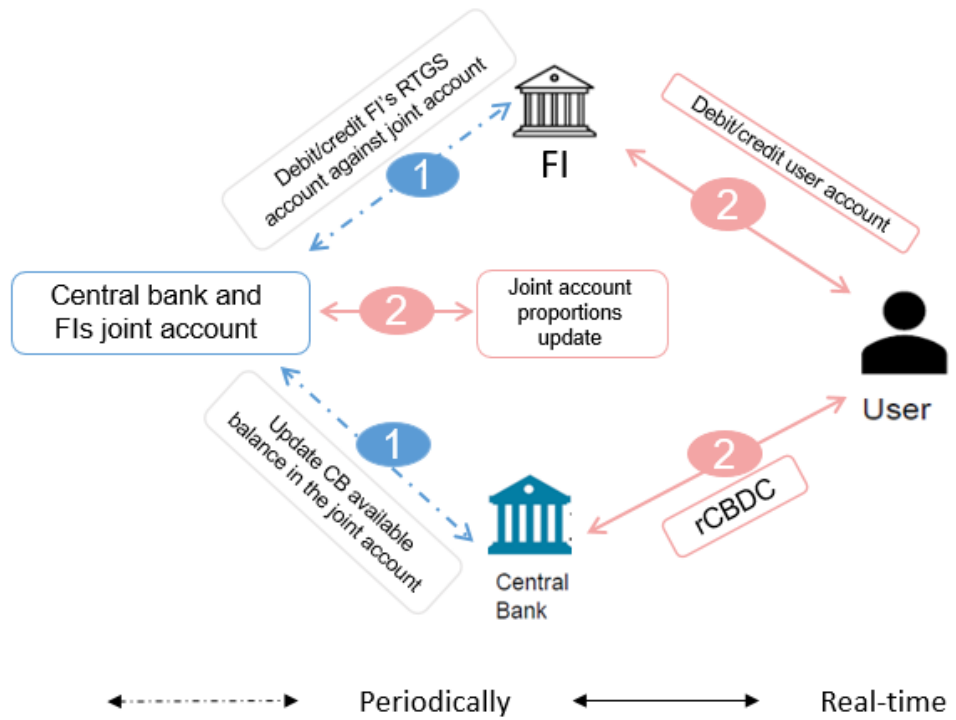 Debit/credit FI's RTGS
account against joint account
1
FI
Debit/credit user account
2
Central bank and
FIs joint account
2
Joint account
proportions
update
User
Update CB available
balance in the joint account
1
2
rCBDC
Central
Bank
Periodically
Real-time